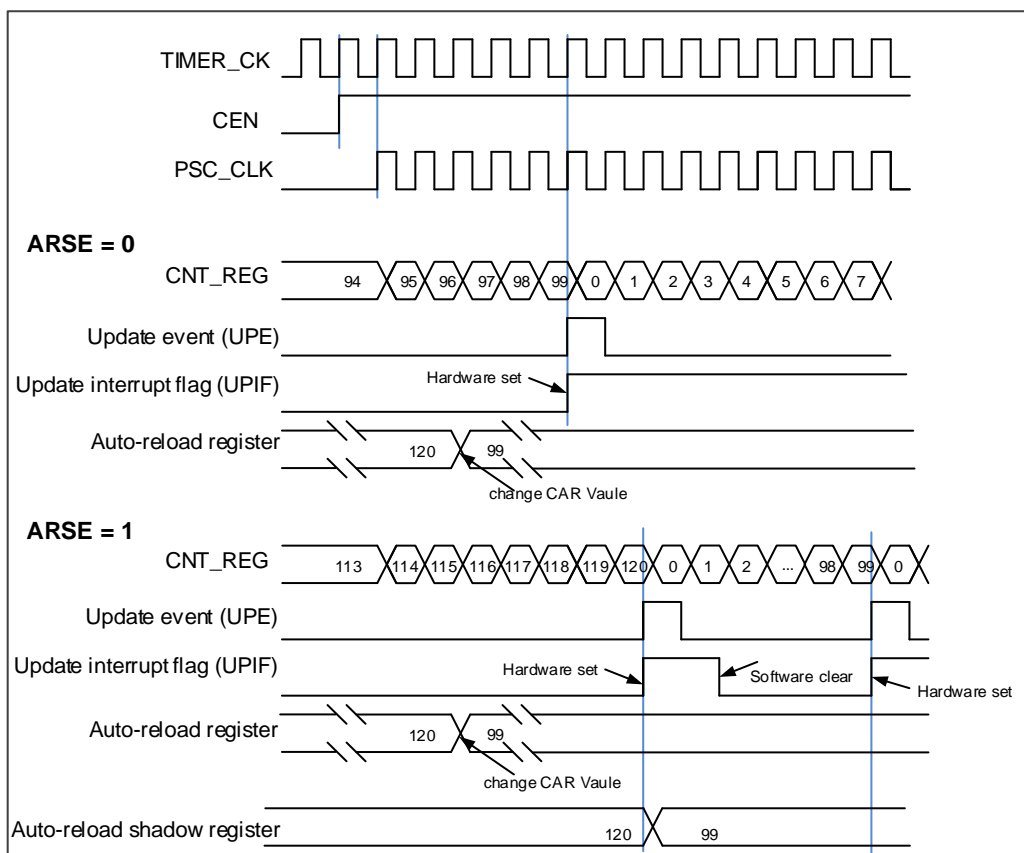 TIMER_CK
CEN
PSC_CLK
ARSE = 0
CNT_REG 94 95 96 97 98 99 0 1 2 3 4 5 6 7
Update event (UPE)
Update interrupt flag (UPIF) Hardware set
Auto-reload register 120 99
change CAR Vaule
ARSE = 1
CNT_REG 113 114 115 116 117 118 119 120 0 1 2 ... 98 99 0
Update event (UPE)
Update interrupt flag (UPIF) Hardware set Software clear Hardware set
Auto-reload register 120 99
change CAR Vaule
Auto-reload shadow register 120 99